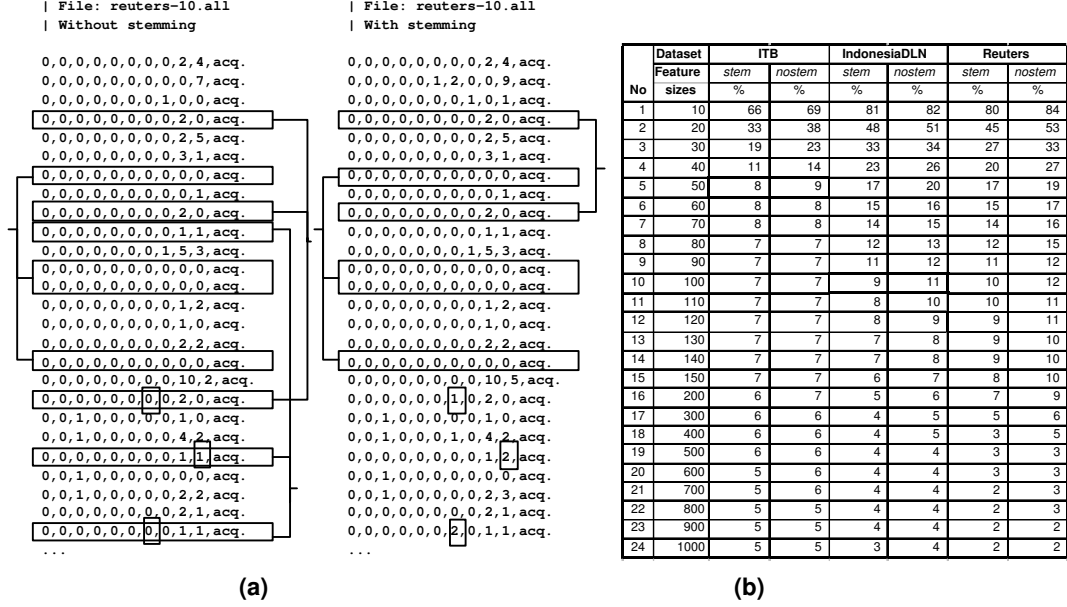 | File: reuters-10.all
| Without stemming
0,0,0,0,0,0,0,0,2,4,acq.
0,0,0,0,0,0,0,0,0,7,acq.
0,0,0,0,0,0,0,1,0,0,acq.
0,0,0,0,0,0,0,0,2,0,acq.
0,0,0,0,0,0,0,0,2,5,acq.
0,0,0,0,0,0,0,0,3,1,acq.
0,0,0,0,0,0,0,0,0,0,acq.
0,0,0,0,0,0,0,0,0,1,acq.
0,0,0,0,0,0,0,0,2,0,acq.
0,0,0,0,0,0,0,0,1,1,acq.
0,0,0,0,0,0,0,1,5,3,acq.
0,0,0,0,0,0,0,0,0,0,acq.
0,0,0,0,0,0,0,0,0,0,acq.
0,0,0,0,0,0,0,0,1,2,acq.
0,0,0,0,0,0,0,0,1,0,acq.
0,0,0,0,0,0,0,0,2,2,acq.
0,0,0,0,0,0,0,0,0,0,acq.
0,0,0,0,0,0,0,0,10,2,acq.
0,0,0,0,0,0,0,0,2,0,acq.
0,0,1,0,0,0,0,0,1,0,acq.
0,0,1,0,0,0,0,0,4,2,acq.
0,0,0,0,0,0,0,0,1,1,acq.
0,0,1,0,0,0,0,0,0,0,acq.
0,0,1,0,0,0,0,0,2,2,acq.
0,0,0,0,0,0,0,0,2,1,acq.
0,0,0,0,0,0,0,0,1,1,acq.
...
| File: reuters-10.all
| With stemming
0,0,0,0,0,0,0,0,2,4,acq.
0,0,0,0,0,1,2,0,0,9,acq.
0,0,0,0,0,0,0,1,0,1,acq.
0,0,0,0,0,0,0,0,2,0,acq.
0,0,0,0,0,0,0,0,2,5,acq.
0,0,0,0,0,0,0,0,3,1,acq.
0,0,0,0,0,0,0,0,0,0,acq.
0,0,0,0,0,0,0,0,0,1,acq.
0,0,0,0,0,0,0,0,2,0,acq.
0,0,0,0,0,0,0,0,1,1,acq.
0,0,0,0,0,0,0,1,5,3,acq.
0,0,0,0,0,0,0,0,0,0,acq.
0,0,0,0,0,0,0,0,0,0,acq.
0,0,0,0,0,0,0,0,1,2,acq.
0,0,0,0,0,0,0,0,1,0,acq.
0,0,0,0,0,0,0,0,2,2,acq.
0,0,0,0,0,0,0,0,0,0,acq.
0,0,0,0,0,0,0,0,10,5,acq.
0,0,0,0,0,0,1,0,2,0,acq.
0,0,1,0,0,0,0,0,1,0,acq.
0,0,1,0,0,0,1,0,4,2,acq.
0,0,0,0,0,0,0,0,1,2,acq.
0,0,1,0,0,0,0,0,0,0,acq.
0,0,1,0,0,0,0,0,2,3,acq.
0,0,0,0,0,0,0,0,2,1,acq.
0,0,0,0,0,0,2,0,1,1,acq.
...
(a)
Dataset ITB IndonesiaDLN Reuters
Feature stem nostem stem nostem stem nostem
No sizes % % % % % %
1 10 66 69 81 82 80 84
2 20 33 38 48 51 45 53
3 30 19 23 33 34 27 33
4 40 11 14 23 26 20 27
5 50 8 9 17 20 17 19
6 60 8 8 15 16 15 17
7 70 8 8 14 15 14 16
8 80 7 7 12 13 12 15
9 90 7 7 11 12 11 12
10 100 7 7 9 11 10 12
11 110 7 7 8 10 10 11
12 120 7 7 8 9 9 11
13 130 7 7 7 8 9 10
14 140 7 7 7 8 9 10
15 150 7 7 6 7 8 10
16 200 6 7 5 6 7 9
17 300 6 6 4 5 5 6
18 400 6 6 4 5 3 5
19 500 6 6 4 4 3 3
20 600 5 6 4 4 3 3
21 700 5 6 4 4 2 3
22 800 5 5 4 4 2 3
23 900 5 5 4 4 2 2
24 1000 5 5 3 4 2 2
(b)